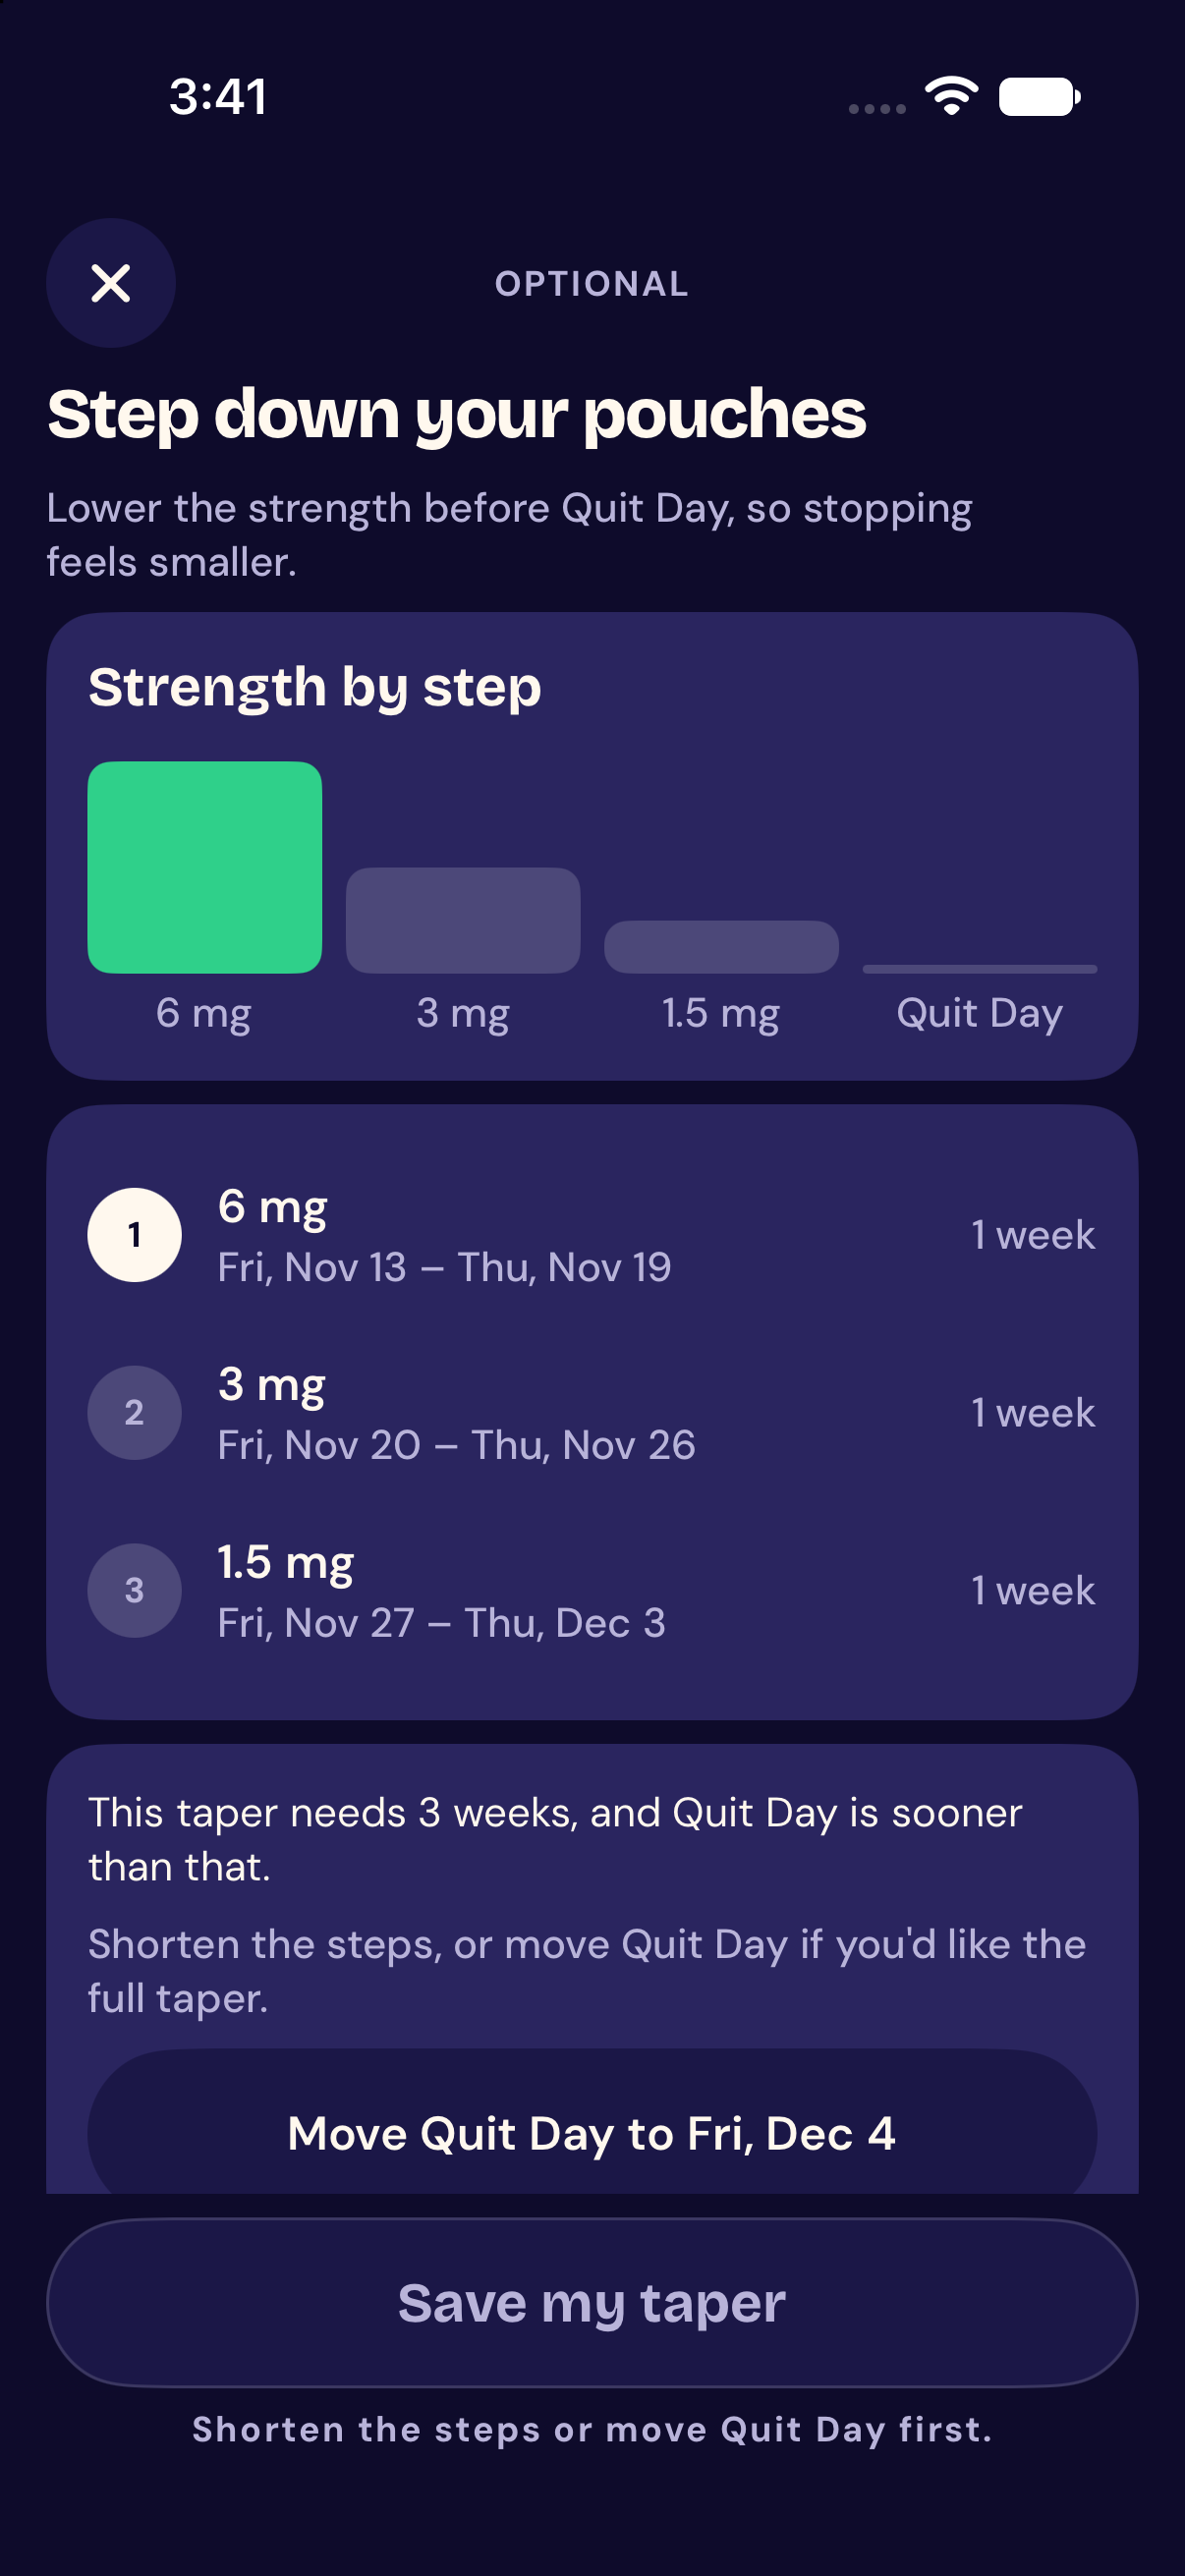 3:41
OPTIONAL
Step down your pouches
Lower the strength before Quit Day, so stopping
feels smaller.
Strength by step
6 mg
3 mg
1.5 mg
Quit Day
1
6 mg
Fri, Nov 13 – Thu, Nov 19
1 week
2
3 mg
Fri, Nov 20 – Thu, Nov 26
1 week
3
1.5 mg
Fri, Nov 27 – Thu, Dec 3
1 week
This taper needs 3 weeks, and Quit Day is sooner
than that.
Shorten the steps, or move Quit Day if you'd like the
full taper.
Move Quit Day to Fri, Dec 4
Save my taper
Shorten the steps or move Quit Day first.